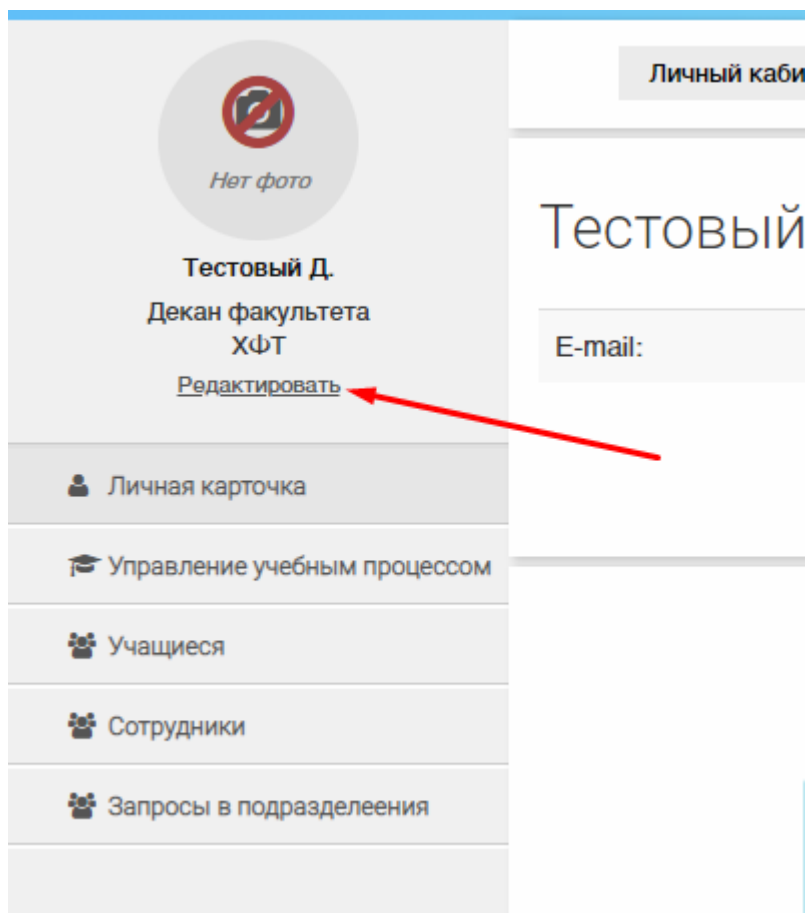 Нет фото
Тестовый Д.
Декан факультета
ХФТ
Редактировать
Личная карточка
Управление учебным процессом
Учащиеся
Сотрудники
Запросы в подразделеения
Личный каби
Тестовый
E-mail: